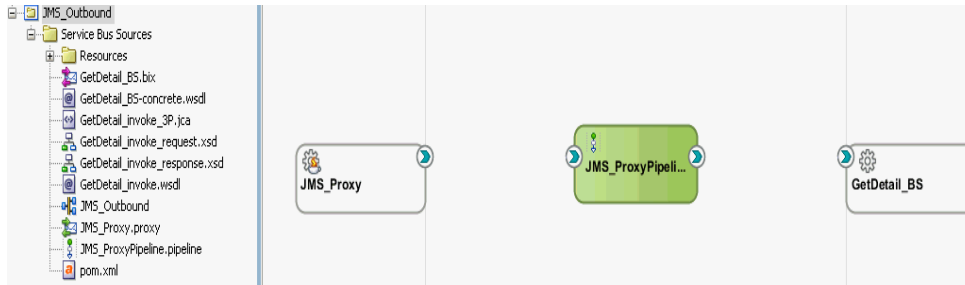 JMS_Outbound
Service Bus Sources
Resources
GetDetail_BS.bix
GetDetail_BS-concrete.wsdl
GetDetail_invoke_3P.jca
GetDetail_invoke_request.xsd
GetDetail_invoke_response.xsd
GetDetail_invoke.wsdl
JMS_Outbound
JMS_Proxy.proxy
JMS_ProxyPipeline.pipeline
pom.xml
JMS_Proxy
JMS_ProxyPipeli...
GetDetail_BS